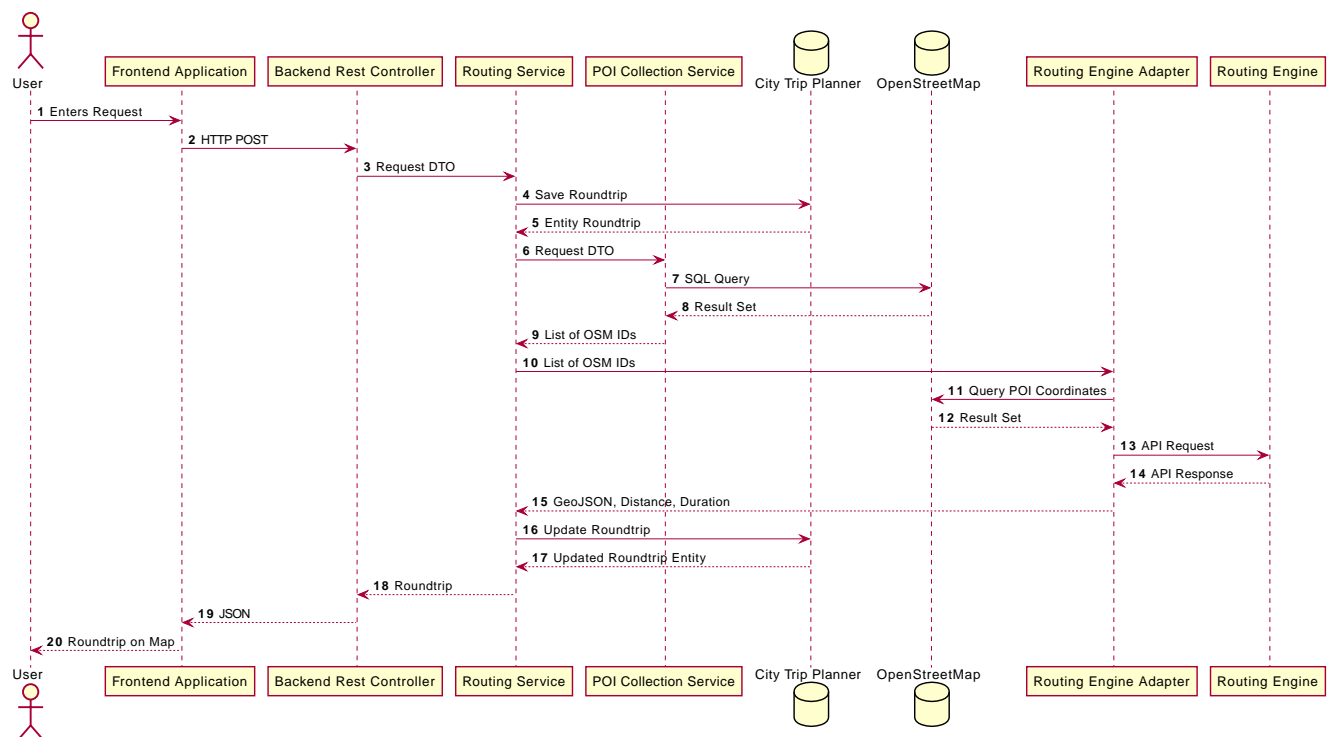 User
Frontend Application
Backend Rest Controller
Routing Service
POI Collection Service
City Trip Planner
OpenStreetMap
Routing Engine Adapter
Routing Engine
1 Enters Request
2 HTTP POST
3 Request DTO
4 Save Roundtrip
5 Entity Roundtrip
6 Request DTO
7 SQL Query
8 Result Set
9 List of OSM IDs
10 List of OSM IDs
11 Query POI Coordinates
12 Result Set
13 API Request
14 API Response
15 GeoJSON, Distance, Duration
16 Update Roundtrip
17 Updated Roundtrip Entity
18 Roundtrip
19 JSON
20 Roundtrip on Map
User
Frontend Application
Backend Rest Controller
Routing Service
POI Collection Service
City Trip Planner
OpenStreetMap
Routing Engine Adapter
Routing Engine